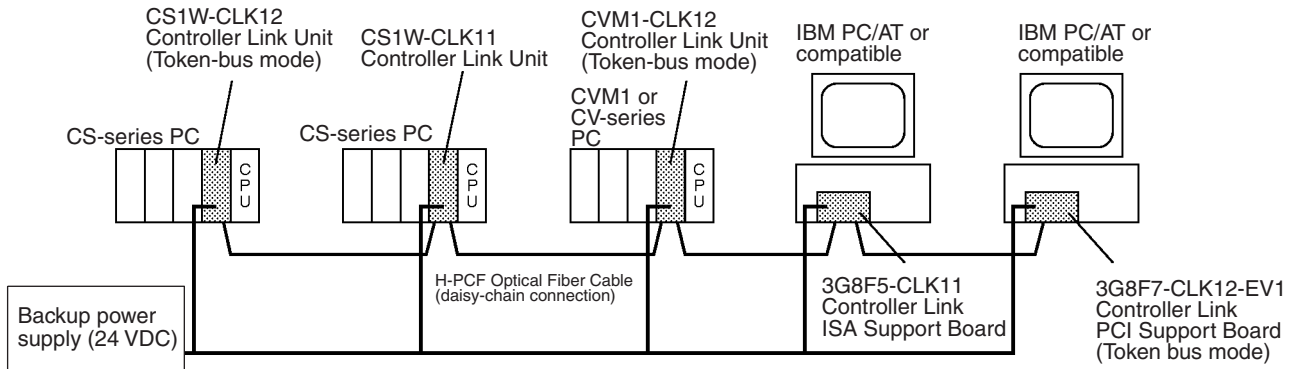 CS1W-CLK12
Controller Link Unit
(Token-bus mode)
CS1W-CLK11
Controller Link Unit
CVM1-CLK12
Controller Link Unit
(Token-bus mode)
IBM PC/AT or
compatible
IBM PC/AT or
compatible
CS-series PC
CPU
CS-series PC
CPU
CVM1 or
CV-series
PC
CPU
H-PCF Optical Fiber Cable
(daisy-chain connection)
3G8F5-CLK11
Controller Link
ISA Support Board
3G8F7-CLK12-EV1
Controller Link
PCI Support Board
(Token bus mode)
Backup power
supply (24 VDC)